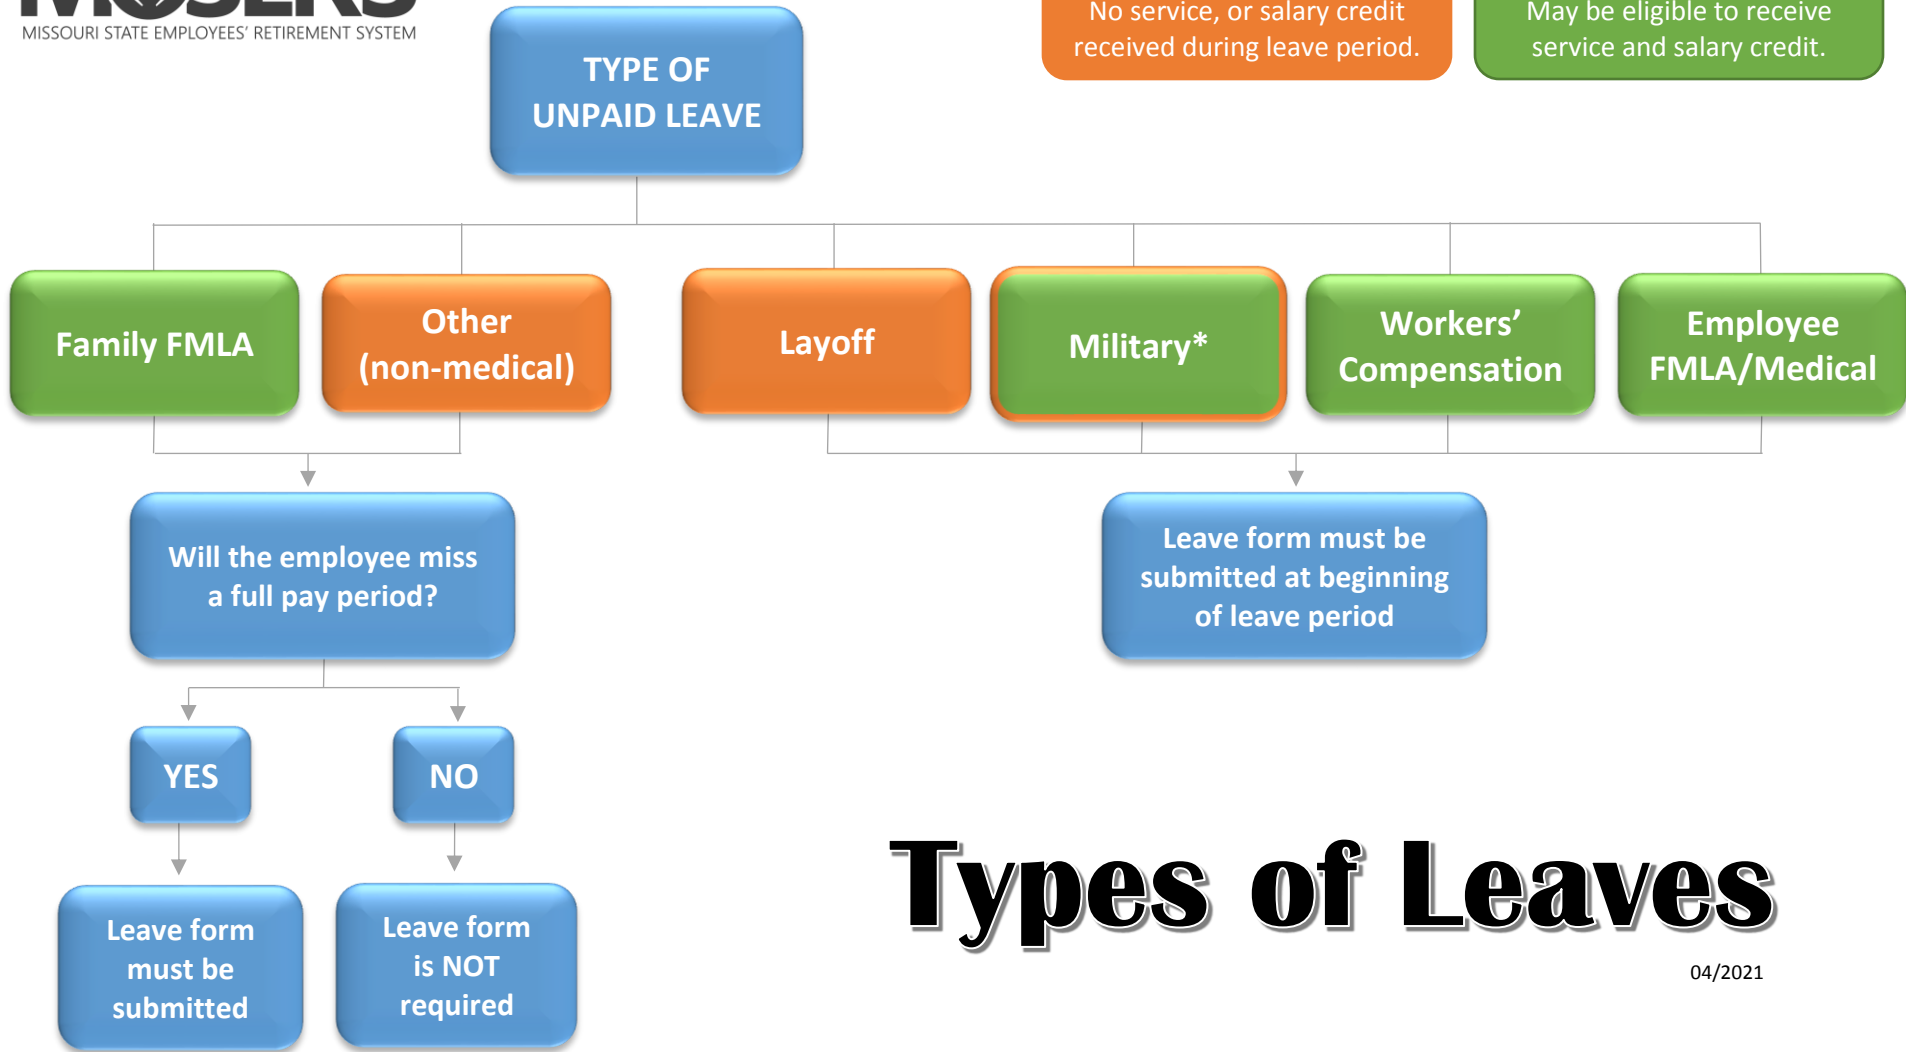 MOSERS
MISSOURI STATE EMPLOYEES' RETIREMENT SYSTEM
No service, or salary credit
received during leave period.
May be eligible to receive
service and salary credit.
TYPE OF
UNPAID LEAVE
Family FMLA
Other
(non-medical)
Layoff
Military*
Workers’
Compensation
Employee
FMLA/Medical
Will the employee miss
a full pay period?
Leave form must be
submitted at beginning
of leave period
YES
NO
Leave form
must be
submitted
Leave form
is NOT
required
Types of Leaves
04/2021